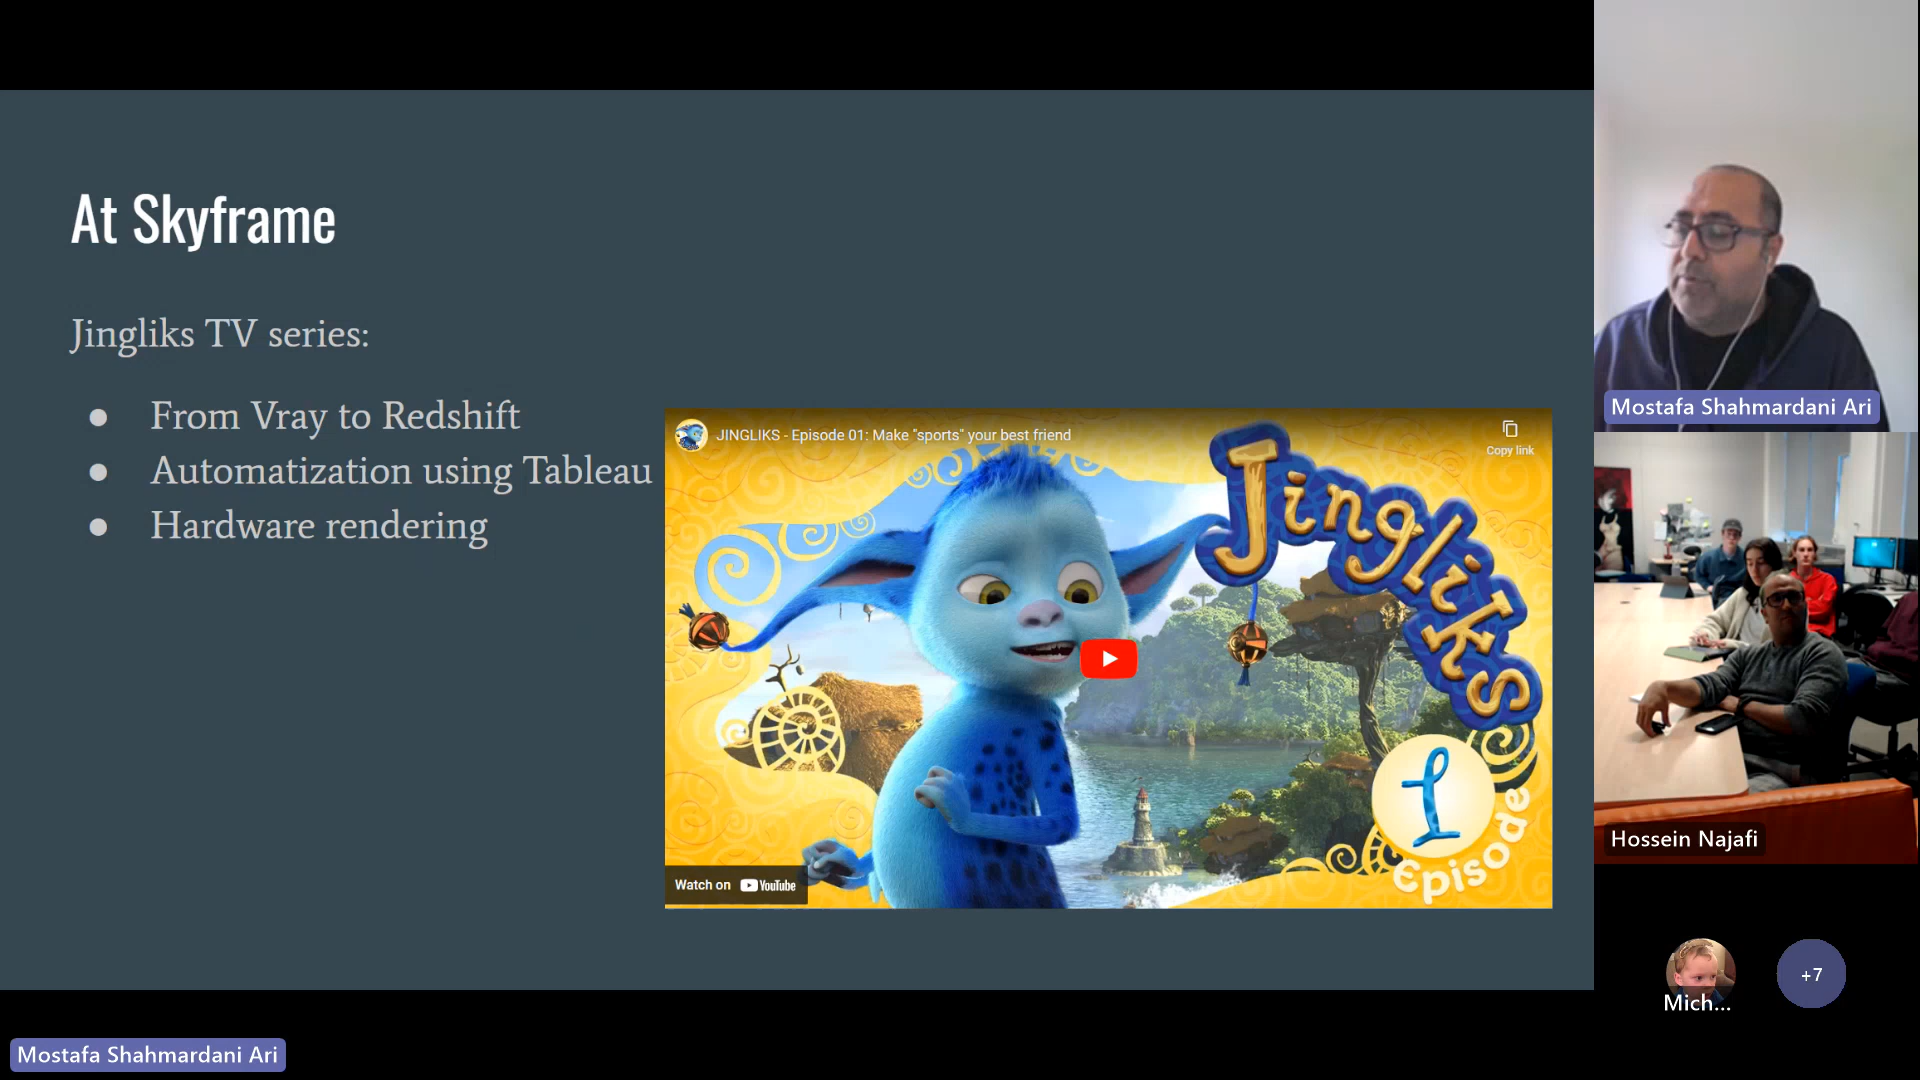 At Skyframe
Jingliks TV series:
● From Vray to Redshift
● Automatization using Tableau
● Hardware rendering
JINGLIKS - Episode 01: Make "sports" your best friend
Copy link
Jingliks
1
Episode
Watch on YouTube
Mostafa Shahmardani Ari
Hossein Najafi
Mich...
+7
Mostafa Shahmardani Ari